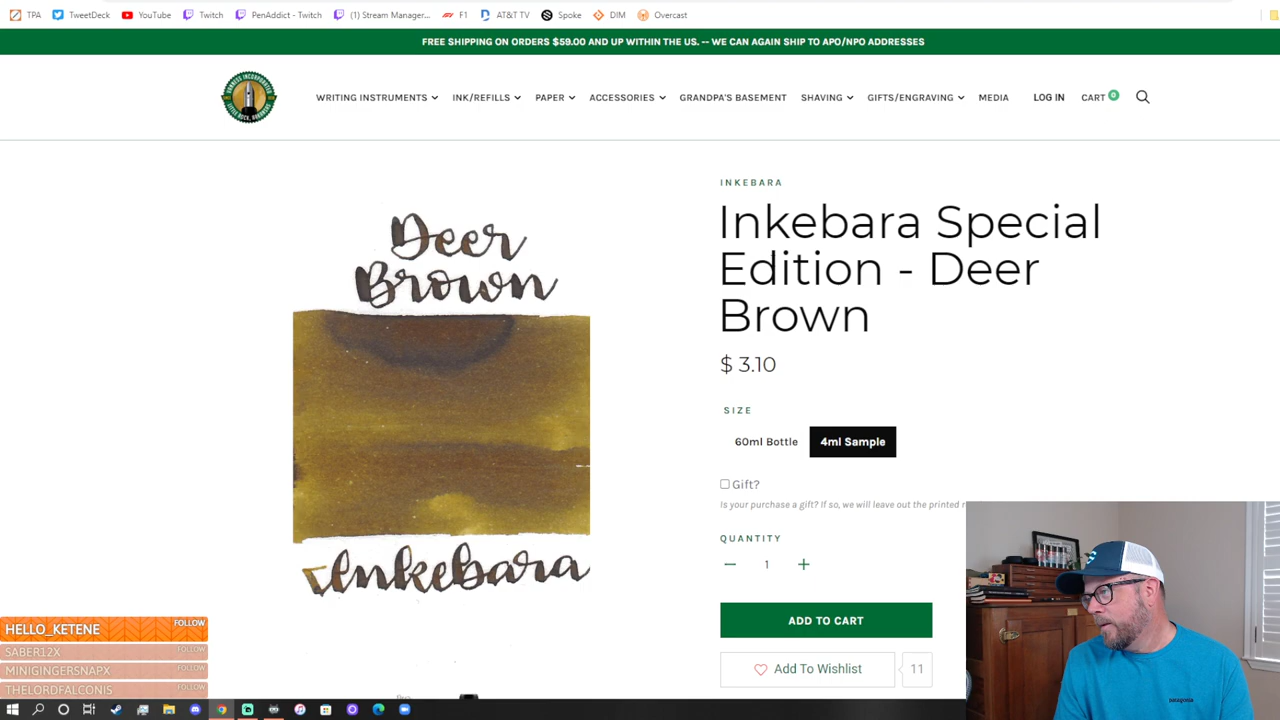 TPA TweetDeck YouTube Twitch PenAddict - Twitch (1) Stream Manager... F1 AT&T TV Spoke DIM Overcast
FREE SHIPPING ON ORDERS $59.00 AND UP WITHIN THE US. -- WE CAN AGAIN SHIP TO APO/NPO ADDRESSES
WRITING INSTRUMENTS INK/REFILLS PAPER ACCESSORIES GRANDPA'S BASEMENT SHAVING GIFTS/ENGRAVING MEDIA LOG IN CART 0
INKEBARA
Inkebara Special
Edition - Deer
Brown
$ 3.10
SIZE
60ml Bottle 4ml Sample
Gift?
Is your purchase a gift? If so, we will leave out the printed
QUANTITY
1
ADD TO CART
Add To Wishlist 11
Deer
Brown
Inkebara
HELLO_KETENE FOLLOW
SABER12X FOLLOW
MINIGINGERSNAPX FOLLOW
THELORDFALCONIS FOLLOW
patagonia